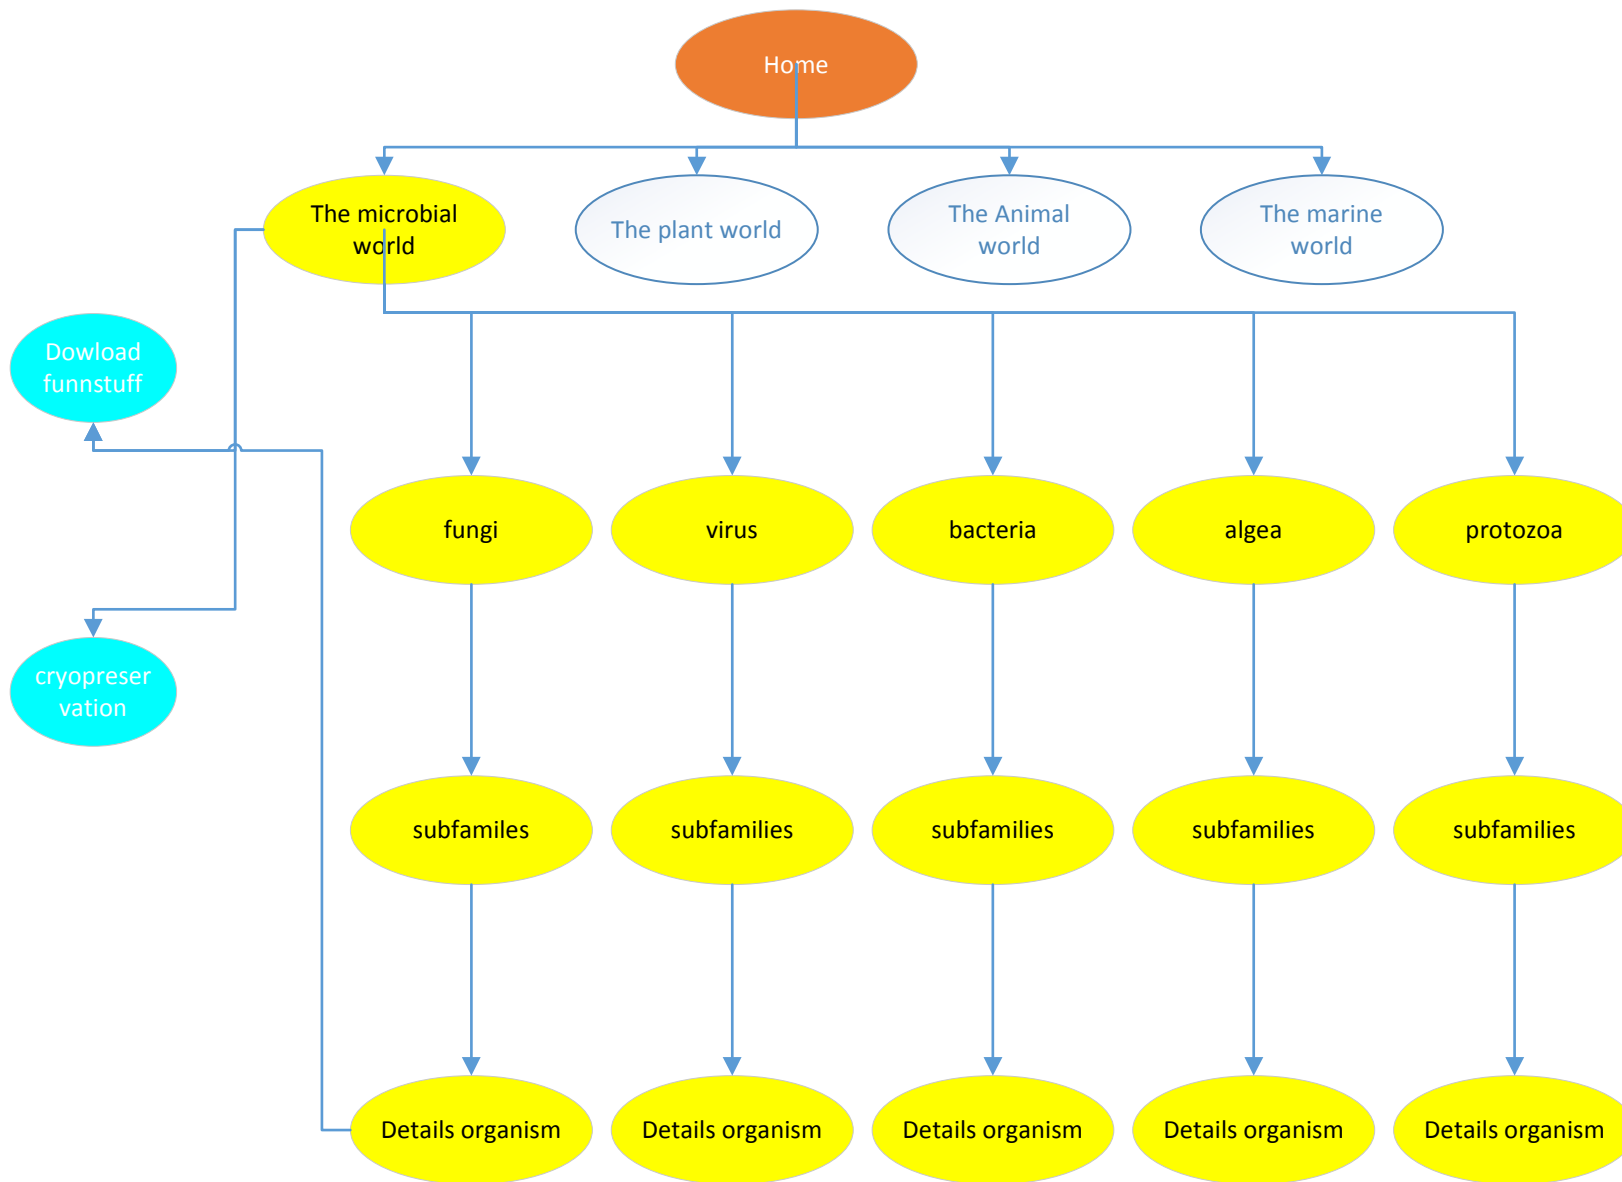 Home
The microbial
world
The plant world
The Animal
world
The marine
world
Dowload
funnstuff
fungi
virus
bacteria
algea
protozoa
cryopreser
vation
subfamiles
subfamilies
subfamilies
subfamilies
subfamilies
Details organism
Details organism
Details organism
Details organism
Details organism